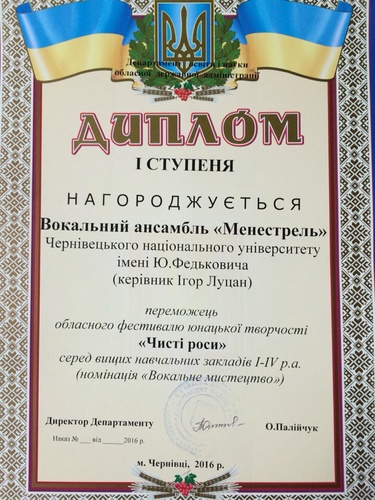 Департамент освіти і науки
обласної державної адміністрації
ДИПЛОМ
І СТУПЕНЯ
НАГОРОДЖУЄТЬСЯ
Вокальний ансамбль «Менестрель»
Чернівецького національного університету
імені Ю.Федьковича
(керівник Ігор Луцан)
переможець
обласного фестивалю юнацької творчості
«Чисті роси»
серед вищих навчальних закладів І-ІV р.а.
(номінація «Вокальне мистецтво»)
Директор Департаменту О.Палійчук
Наказ № ___ від ______2016 р.
м. Чернівці, 2016 р.